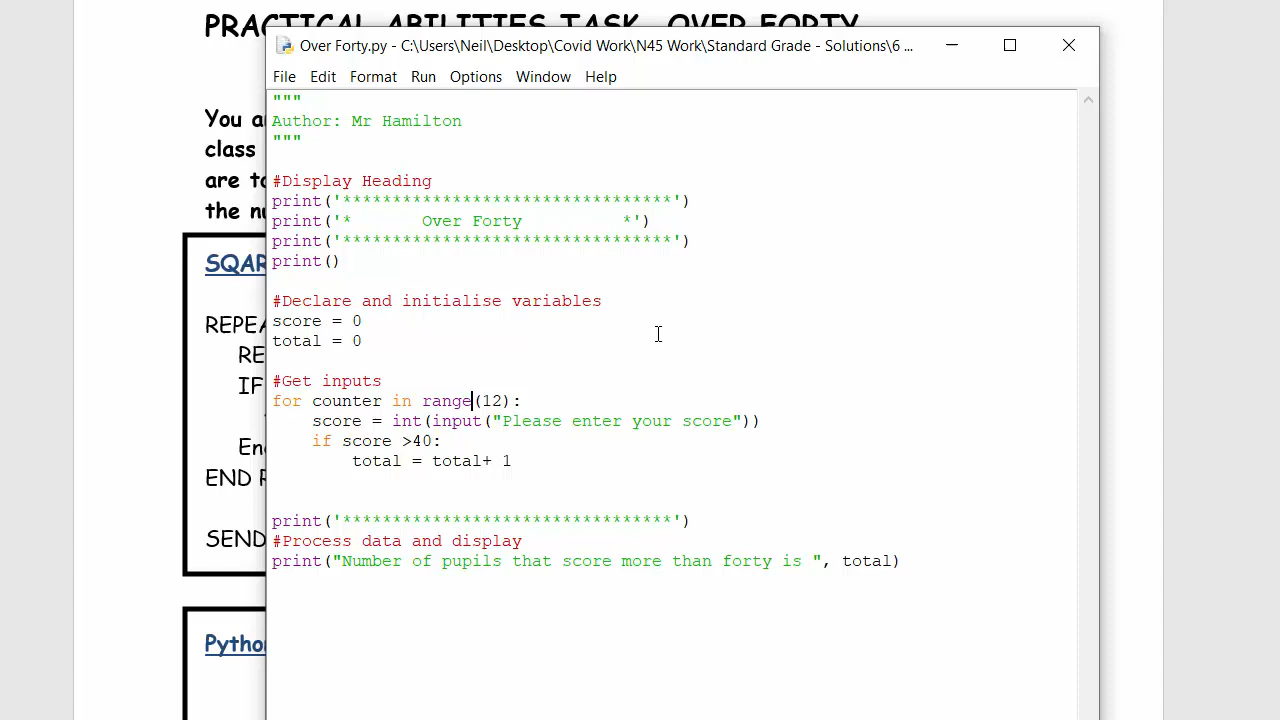 PRACTICAL ABILITIES TASK OVER FORTY
Over Forty.py - C:\Users\Neil\Desktop\Covid Work\N45 Work\Standard Grade - Solutions\6 ...
File Edit Format Run Options Window Help
"""
Author: Mr Hamilton
"""
#Display Heading
print('*********************************')
print('*       Over Forty          *')
print('*********************************')
print()
#Declare and initialise variables
score = 0
total = 0
#Get inputs
for counter in range(12):
    score = int(input("Please enter your score"))
    if score >40:
        total = total+ 1
print('*********************************')
#Process data and display
print("Number of pupils that score more than forty is ", total)
You
class
are
the
SQAR
REPEA
RE
IF
En
END R
SEND
Python